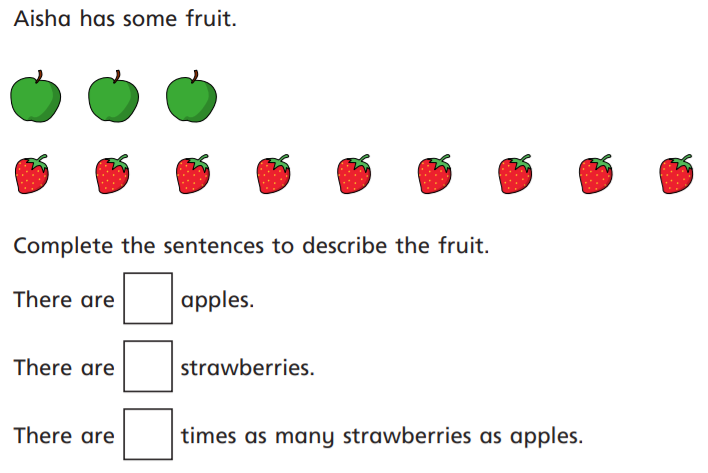 Aisha has some fruit.
Complete the sentences to describe the fruit.
There are apples.
There are strawberries.
There are times as many strawberries as apples.